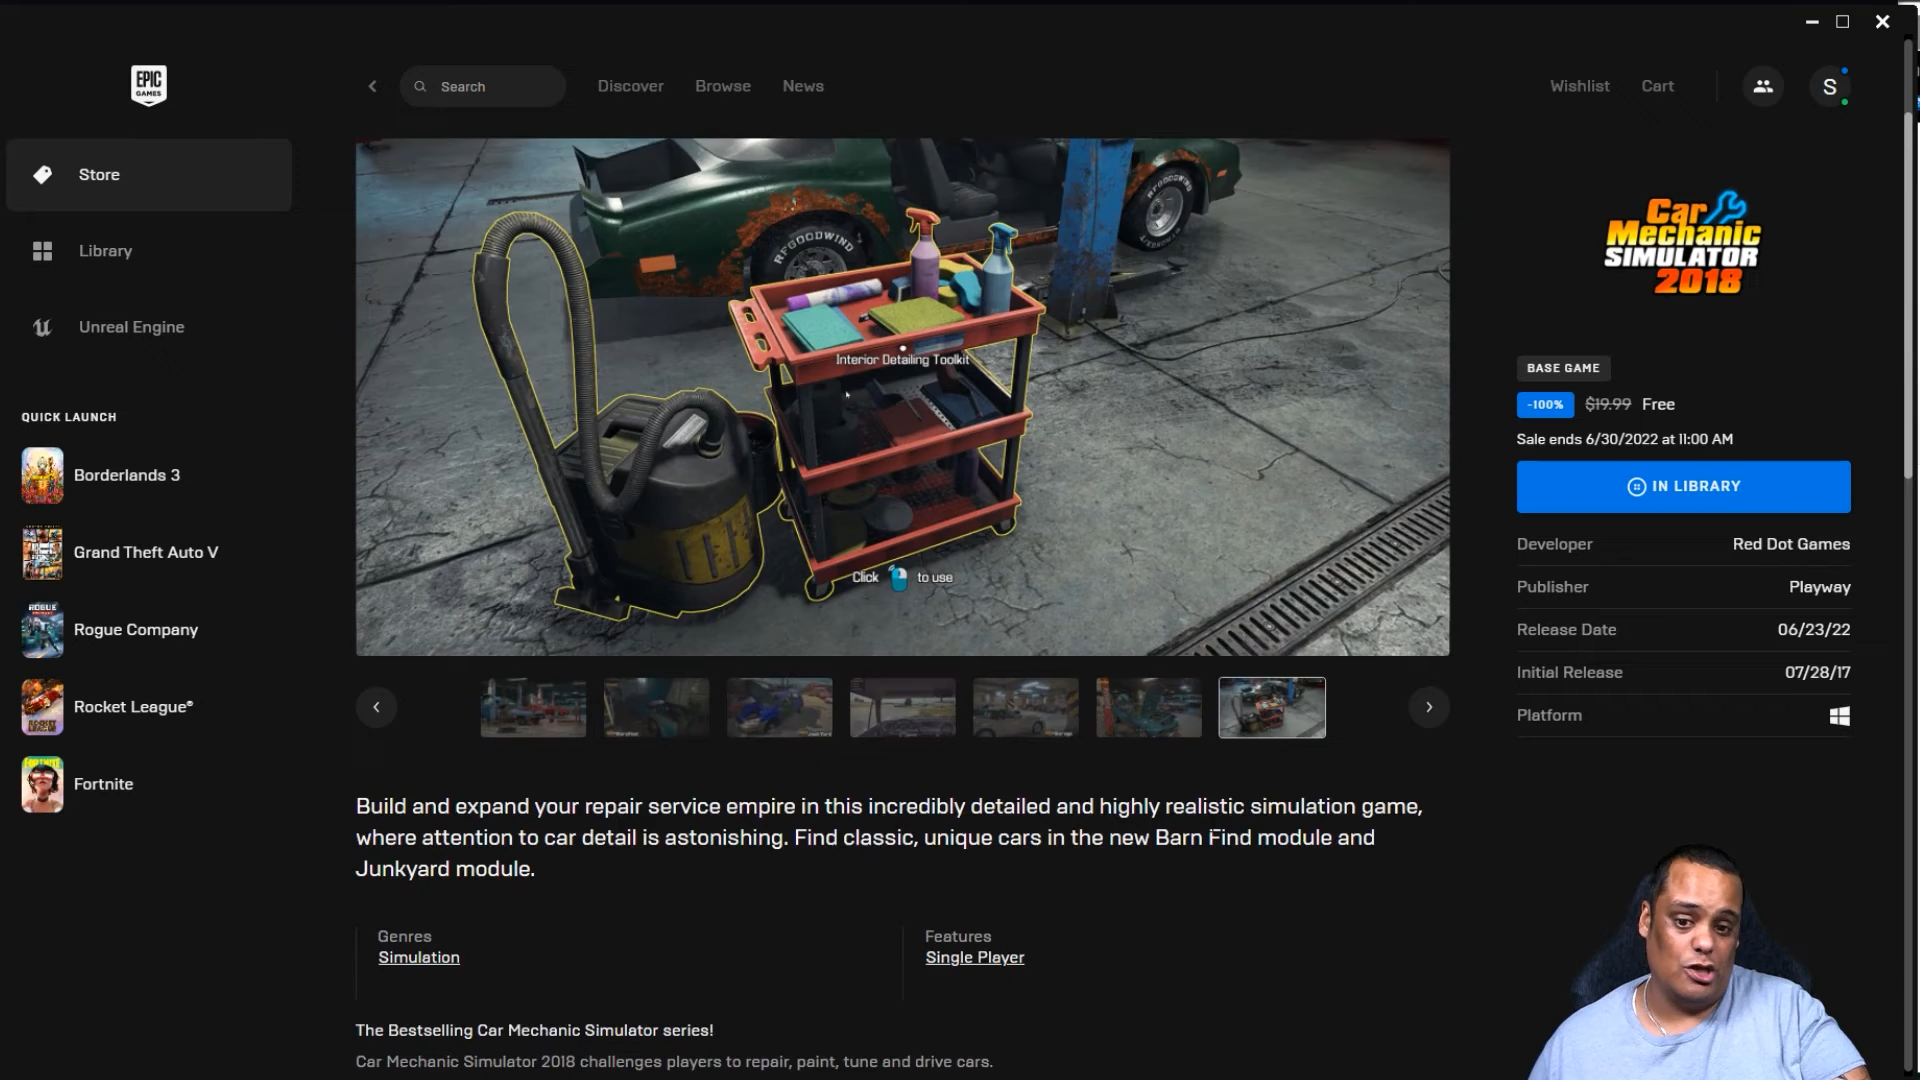 EPIC
GAMES
Search
Discover
Browse
News
Wishlist
Cart
S
Store
Library
Unreal Engine
QUICK LAUNCH
Borderlands 3
Grand Theft Auto V
Rogue Company
Rocket League®
Fortnite
RFGOODWIND
RFGOODWIND
Interior Detailing Toolkit
Click to use
Car
Mechanic
SIMULATOR
2018
BASE GAME
-100% $19.99 Free
Sale ends 6/30/2022 at 11:00 AM
IN LIBRARY
Developer Red Dot Games
Publisher Playway
Release Date 06/23/22
Initial Release 07/28/17
Platform
Build and expand your repair service empire in this incredibly detailed and highly realistic simulation game,
where attention to car detail is astonishing. Find classic, unique cars in the new Barn Find module and
Junkyard module.
Genres
Simulation
Features
Single Player
The Bestselling Car Mechanic Simulator series!
Car Mechanic Simulator 2018 challenges players to repair, paint, tune and drive cars.